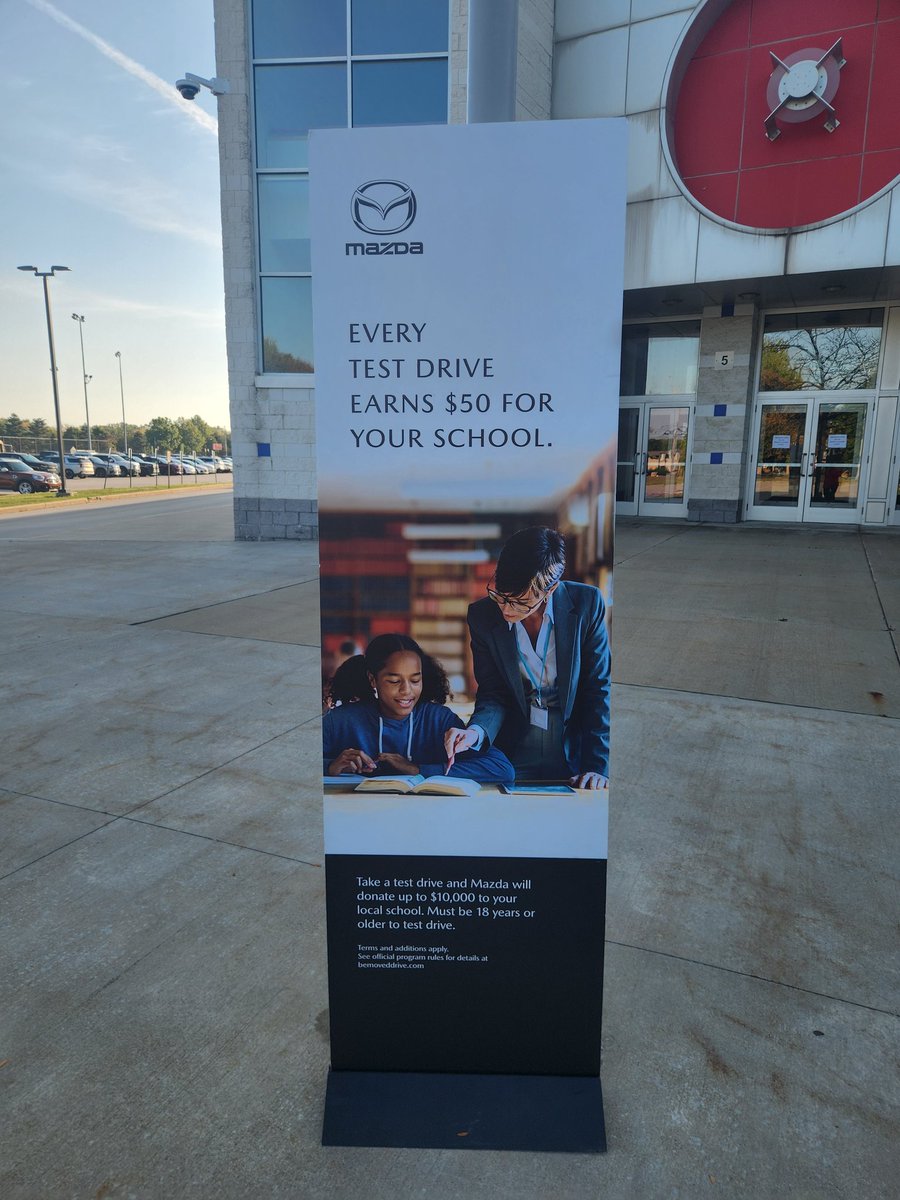 mazda
EVERY
TEST DRIVE
EARNS $50 FOR
YOUR SCHOOL.
5
Take a test drive and Mazda will
donate up to $10,000 to your
local school. Must be 18 years or
older to test drive.
Terms and additions apply.
See official program rules for details at
bemoveddrive.com